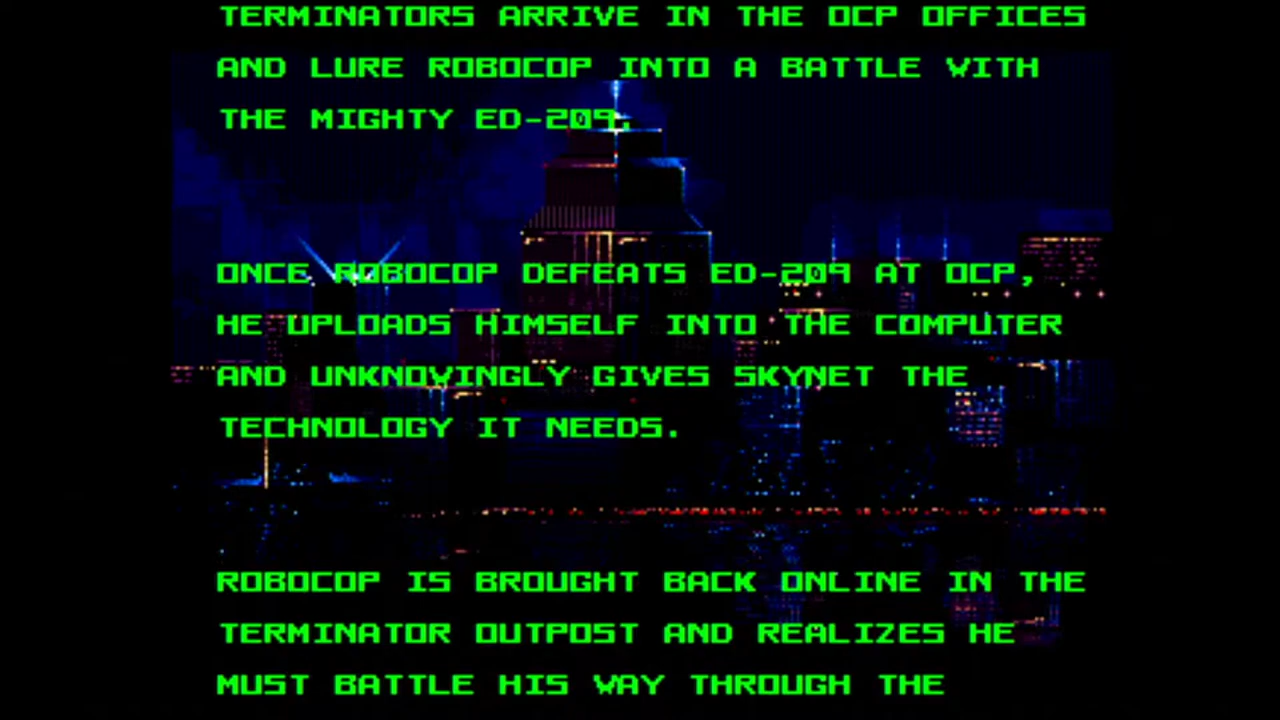 TERMINATORS ARRIVE IN THE OCP OFFICES
AND LURE ROBOCOP INTO A BATTLE WITH
THE MIGHTY ED-209.
ONCE ROBOCOP DEFEATS ED-209 AT OCP,
HE UPLOADS HIMSELF INTO THE COMPUTER
AND UNKNOWINGLY GIVES SKYNET THE
TECHNOLOGY IT NEEDS.
ROBOCOP IS BROUGHT BACK ONLINE IN THE
TERMINATOR OUTPOST AND REALIZES HE
MUST BATTLE HIS WAY THROUGH THE